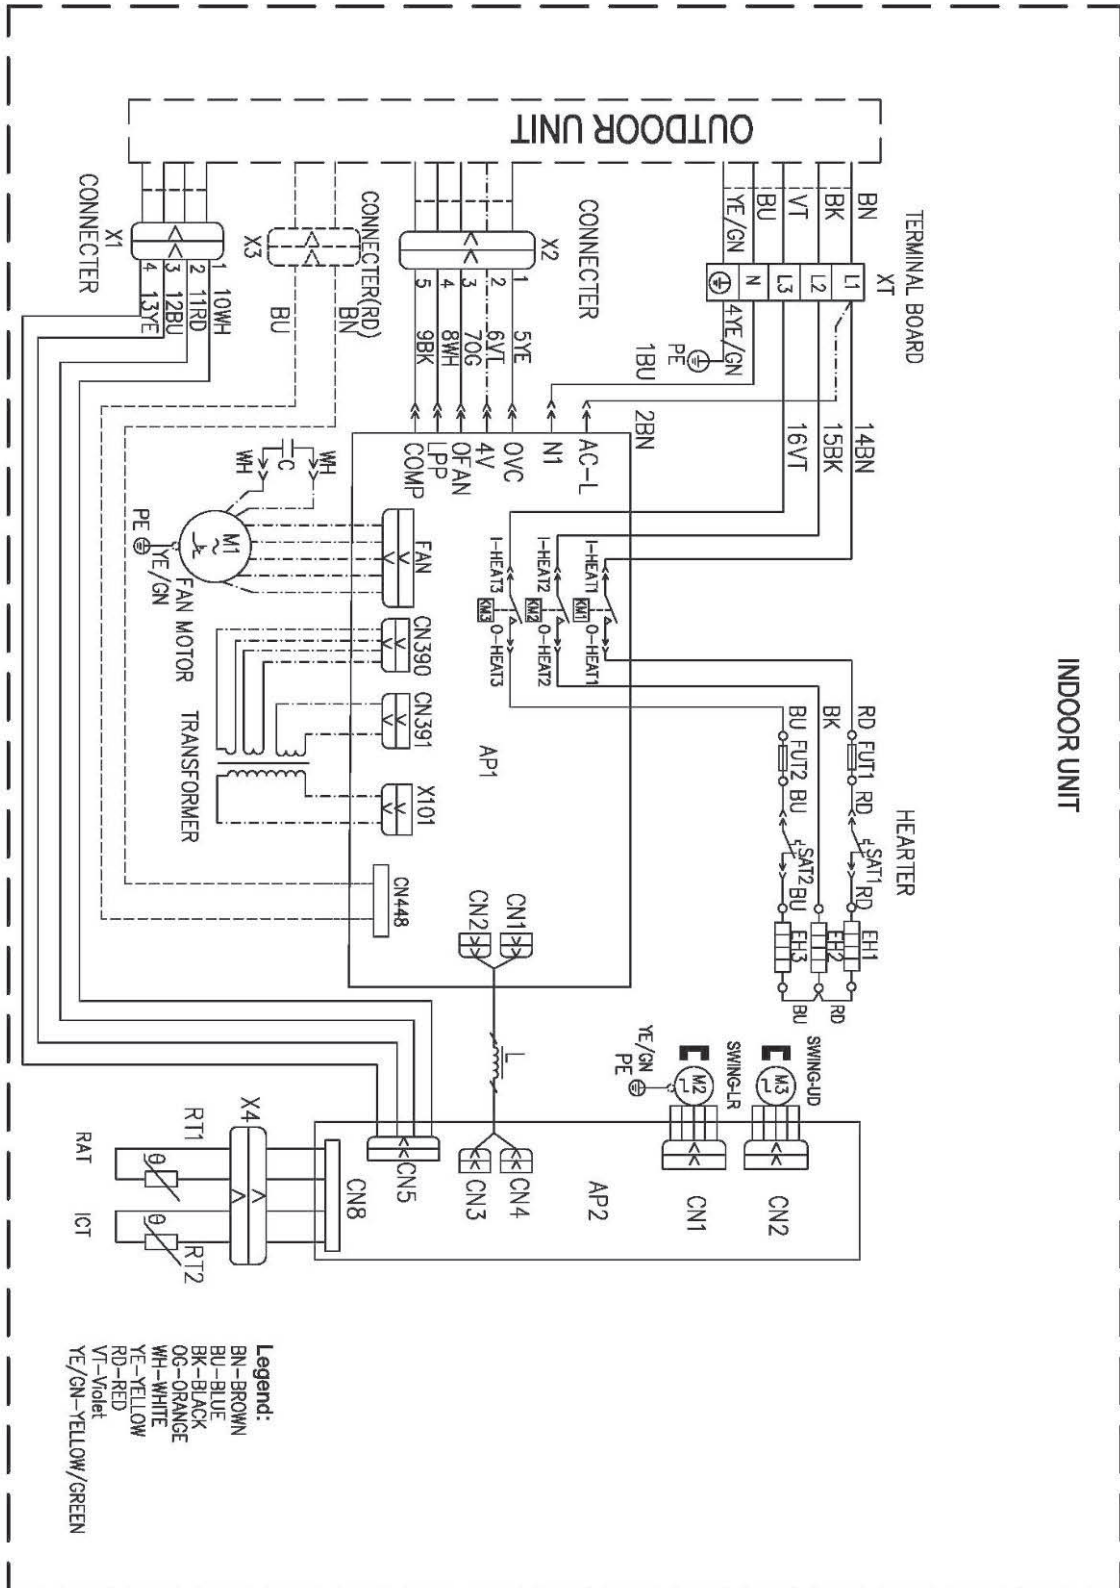 INDOOR UNIT
OUTDOOR UNIT
TERMINAL BOARD
XT
BN
BK
VT
BU
YE/GN
L1
L2
L3
N
14BN
15BK
16VT
4YE/GN
PE
1BU
2BN
CONNECTER
X2
1
2
3
4
5
5YE
6VT
7OG
8WH
9BK
CONNECTER(RD)
X3
BN
BU
CONNECTER
X1
1
2
3
4
10WH
11RD
12BU
13YE
AC-L
N1
OVC
4V
OFAN
LPP
COMP
I-HEAT1
KM1
O-HEAT1
I-HEAT2
KM2
O-HEAT2
I-HEAT3
KM3
O-HEAT3
WH
C
WH
M1
~
PE
YE/GN
FAN MOTOR
FAN
CN390
CN391
TRANSFORMER
X101
CN448
AP1
CN1
CN2
HEARTER
RD
FUT1
RD
SAT1
RD
EH1
RD
BK
EH2
BU
FUT2
BU
SAT2
BU
EH3
BU
L
SWING-UD
M3
SWING-LR
M2
YE/GN
PE
CN2
CN1
AP2
CN4
CN3
CN5
CN8
X4
RT1
RAT
θ
ICT
θ
RT2
Legend:
BN-BROWN
BU-BLUE
BK-BLACK
OG-ORANGE
WH-WHITE
YE-YELLOW
RD-RED
VT-Violet
YE/GN-YELLOW/GREEN